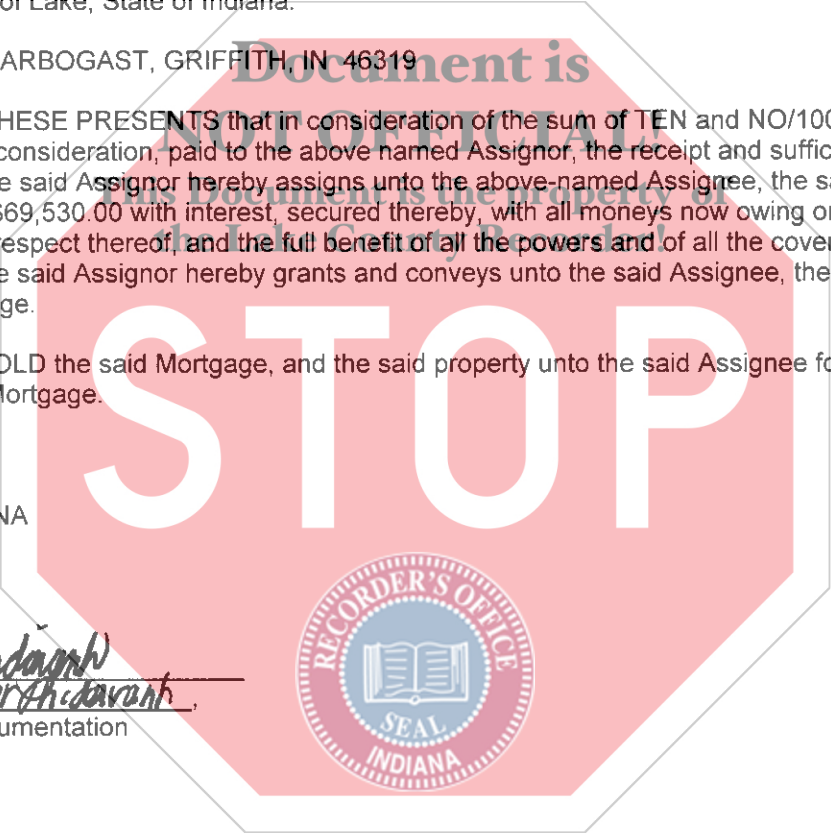 of Lake, State of Indiana.
ARBOGAST, GRIFFITH, IN 46319
Document is
HESE PRESENTS that in consideration of the sum of TEN and NO/100
NOT OFFICIAL!
consideration, paid to the above named Assignor, the receipt and suffic
e said Assignor hereby assigns unto the above-named Assignee, the sa
This Document is the property of
69,530.00 with interest, secured thereby, with all moneys now owing or
respect thereof, and the full benefit of all the powers and of all the cover
the Lake County Recorder!
e said Assignor hereby grants and conveys unto the said Assignee, the
ge.
OLD the said Mortgage, and the said property unto the said Assignee fo
Mortgage.
STOP
NA
RECORDER'S OFFICE
SEAL
INDIANA
umentation